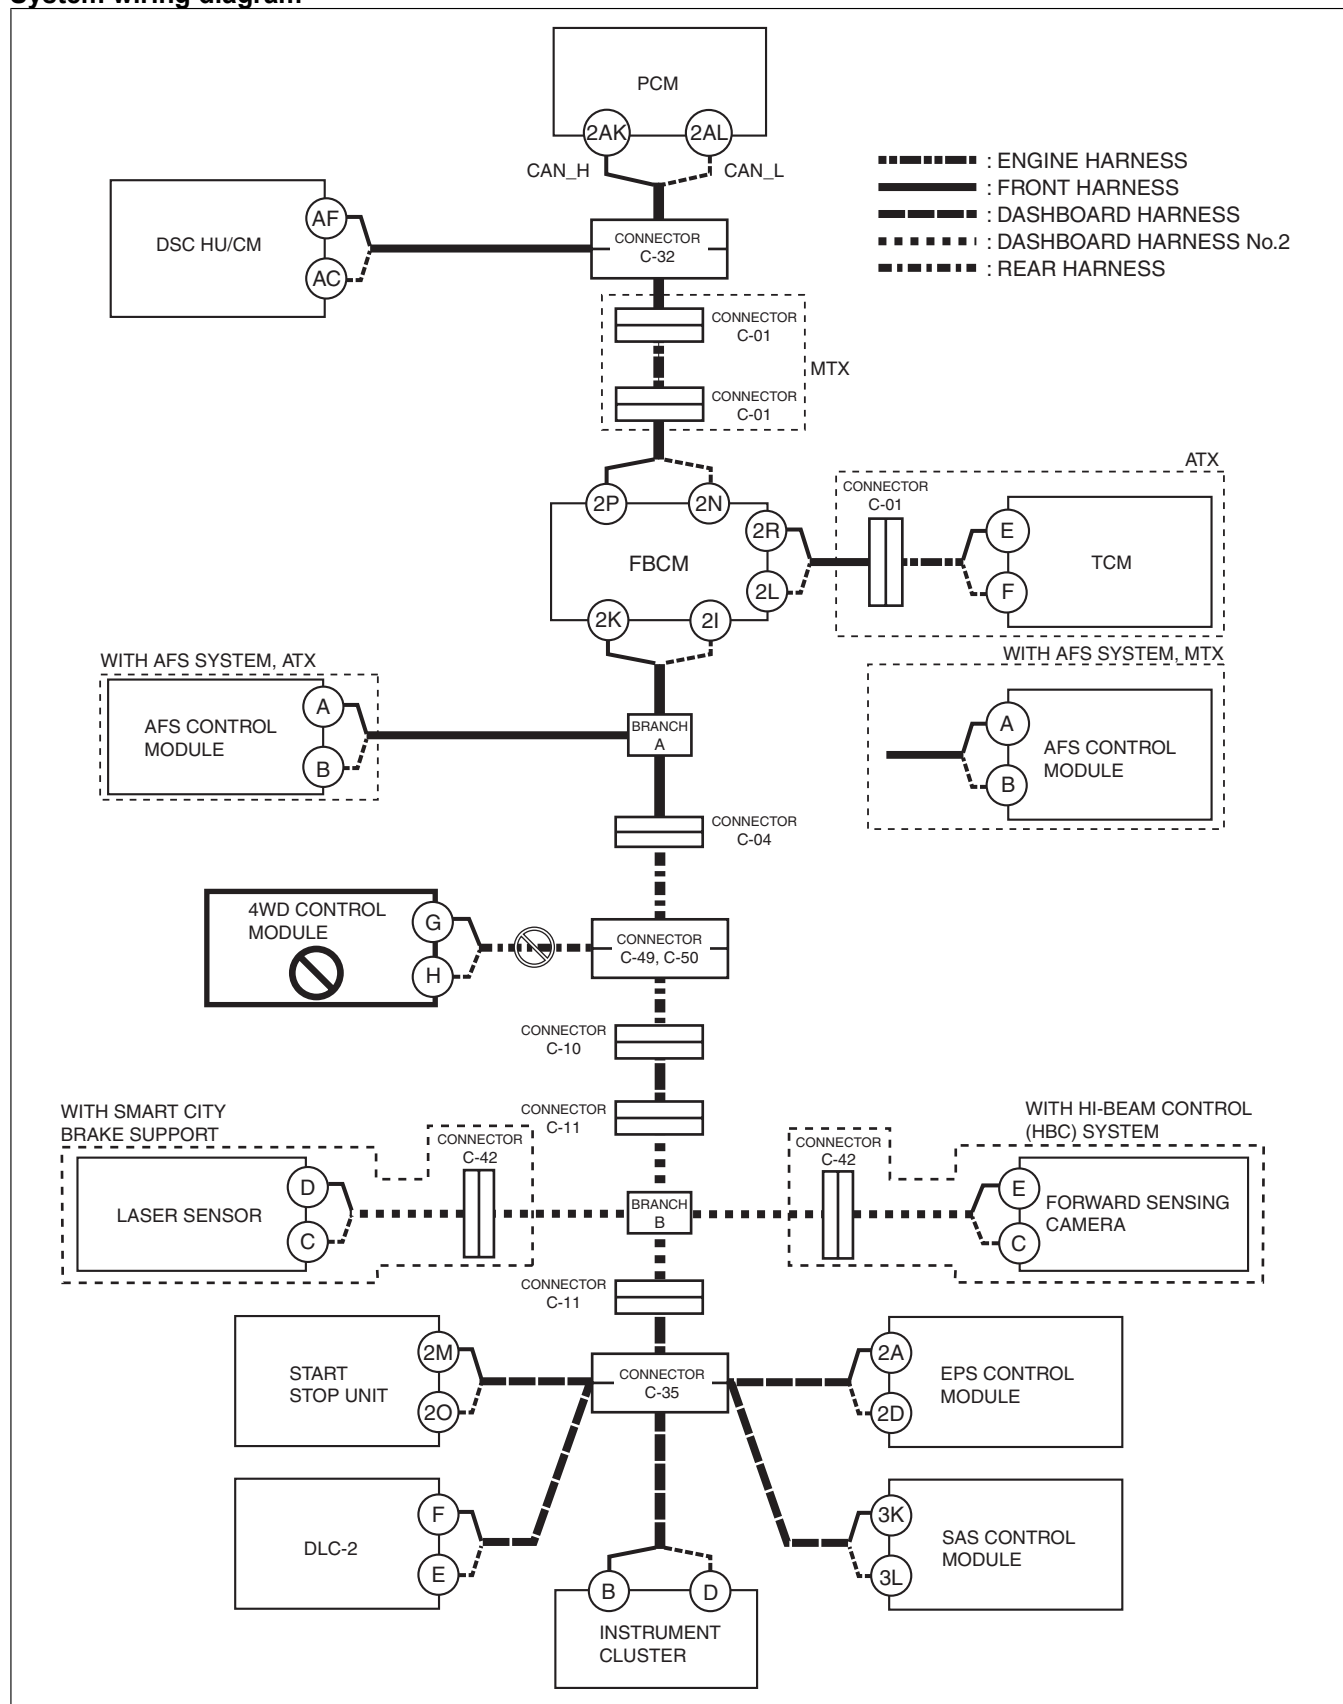 System wiring diagram
PCM
2AK
2AL
CAN_H
CAN_L
: ENGINE HARNESS
: FRONT HARNESS
: DASHBOARD HARNESS
: DASHBOARD HARNESS No.2
: REAR HARNESS
DSC HU/CM
AF
AC
CONNECTOR
C-32
CONNECTOR
C-01
MTX
CONNECTOR
C-01
2P
2N
2R
FBCM
2L
2K
2I
ATX
CONNECTOR
C-01
E
TCM
F
WITH AFS SYSTEM, ATX
AFS CONTROL
MODULE
A
B
BRANCH
A
WITH AFS SYSTEM, MTX
A
B
AFS CONTROL
MODULE
CONNECTOR
C-04
4WD CONTROL
MODULE
G
H
CONNECTOR
C-49, C-50
CONNECTOR
C-10
CONNECTOR
C-11
WITH SMART CITY
BRAKE SUPPORT
CONNECTOR
C-42
LASER SENSOR
D
C
BRANCH
B
WITH HI-BEAM CONTROL
(HBC) SYSTEM
CONNECTOR
C-42
E
C
FORWARD SENSING
CAMERA
CONNECTOR
C-11
START
STOP UNIT
2M
2O
CONNECTOR
C-35
2A
2D
EPS CONTROL
MODULE
DLC-2
F
E
3K
3L
SAS CONTROL
MODULE
B
D
INSTRUMENT
CLUSTER